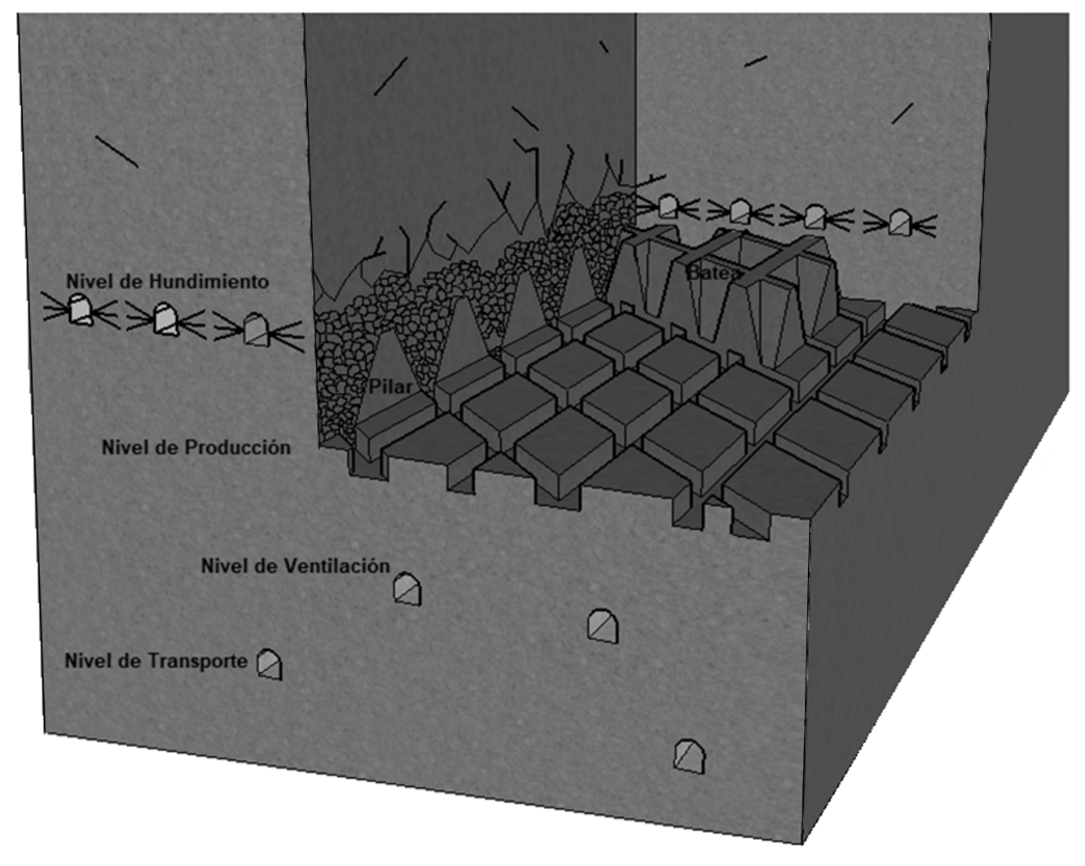 Batea
Nivel de Hundimiento
Pilar
Nivel de Producción
Nivel de Ventilación
Nivel de Transporte